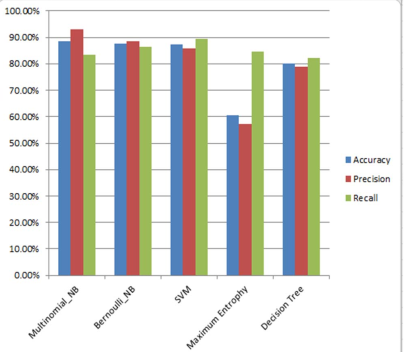 100.00%
90.00%
80.00%
70.00%
60.00%
50.00%
40.00%
30.00%
20.00%
10.00%
0.00%
Multinomial_NB
Bernoulli_NB
SVM
Maximum Entrophy
Decision Tree
Accuracy
Precision
Recall